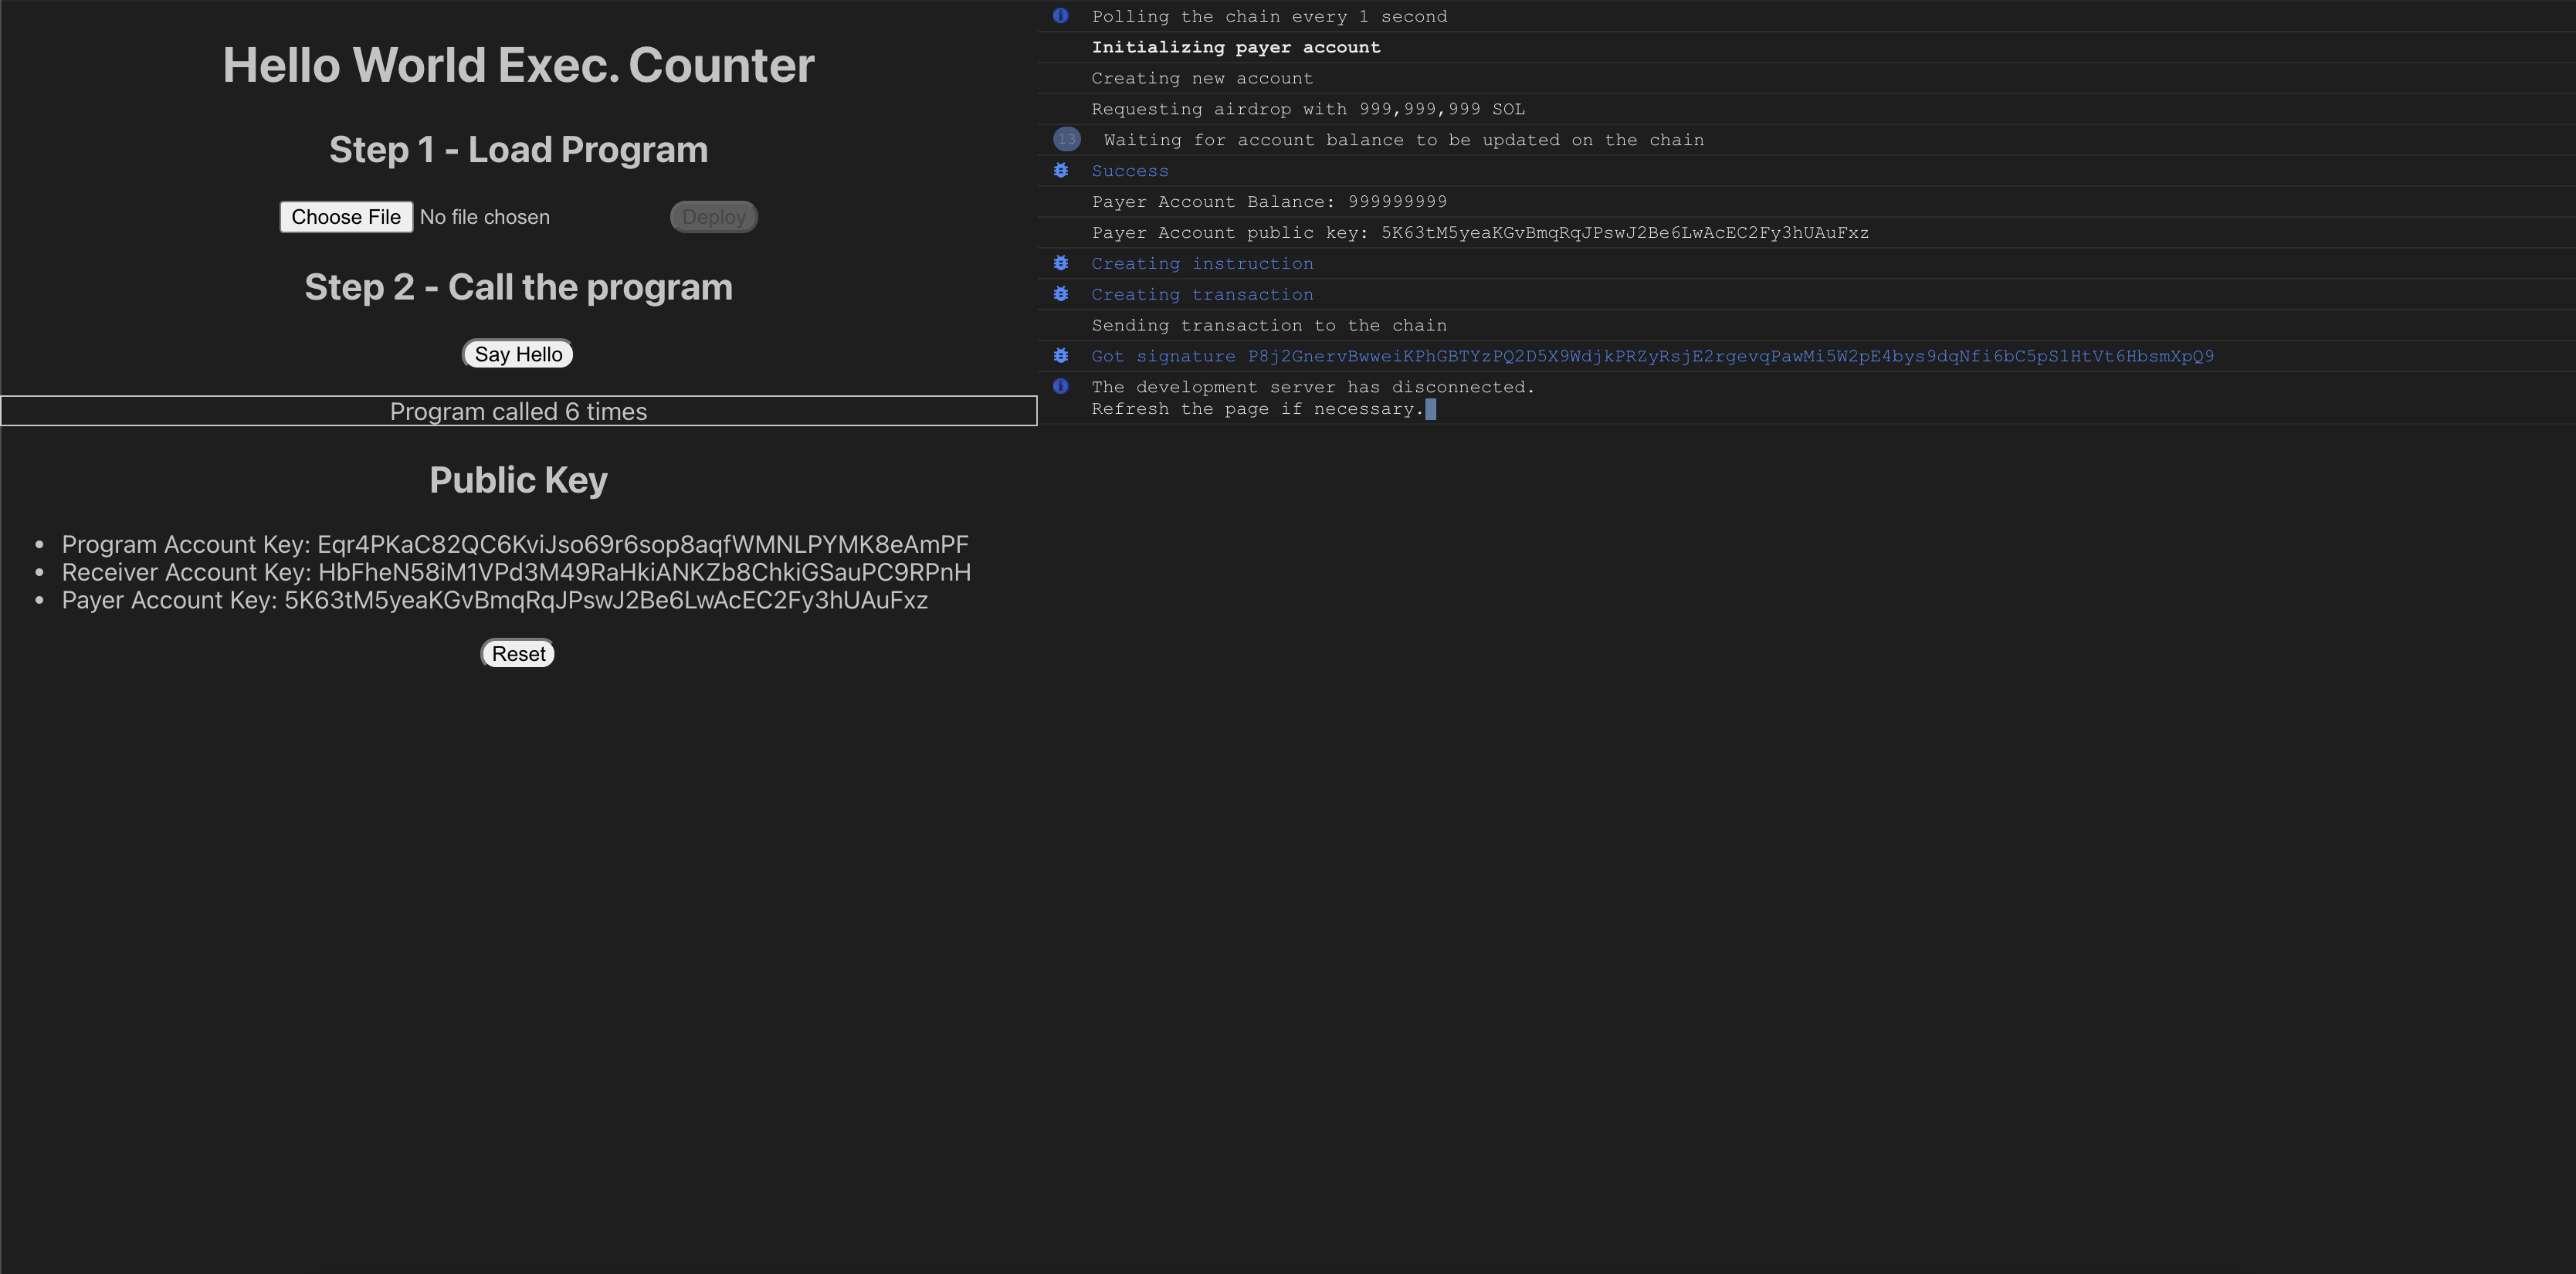 Hello World Exec. Counter
Step 1 - Load Program
Choose File No file chosen Deploy
Step 2 - Call the program
Say Hello
Program called 6 times
Public Key
• Program Account Key: Eqr4PKaC82QC6KviJso69r6sop8aqfWMNLPYMK8eAmPF
• Receiver Account Key: HbFheN58iM1VPd3M49RaHkiANKZb8ChkiGSauPC9RPnH
• Payer Account Key: 5K63tM5yeaKGvBmqRqJPswJ2Be6LwAcEC2Fy3hUAuFxz
Reset
Polling the chain every 1 second
Initializing payer account
Creating new account
Requesting airdrop with 999,999,999 SOL
13 Waiting for account balance to be updated on the chain
Success
Payer Account Balance: 999999999
Payer Account public key: 5K63tM5yeaKGvBmqRqJPswJ2Be6LwAcEC2Fy3hUAuFxz
Creating instruction
Creating transaction
Sending transaction to the chain
Got signature P8j2GnervBwweiKPhGBTYzPQ2D5X9WdjkPRZyRsjE2rgevqPawMi5W2pE4bys9dqNfi6bC5pS1HtVt6HbsmXpQ9
The development server has disconnected.
Refresh the page if necessary.